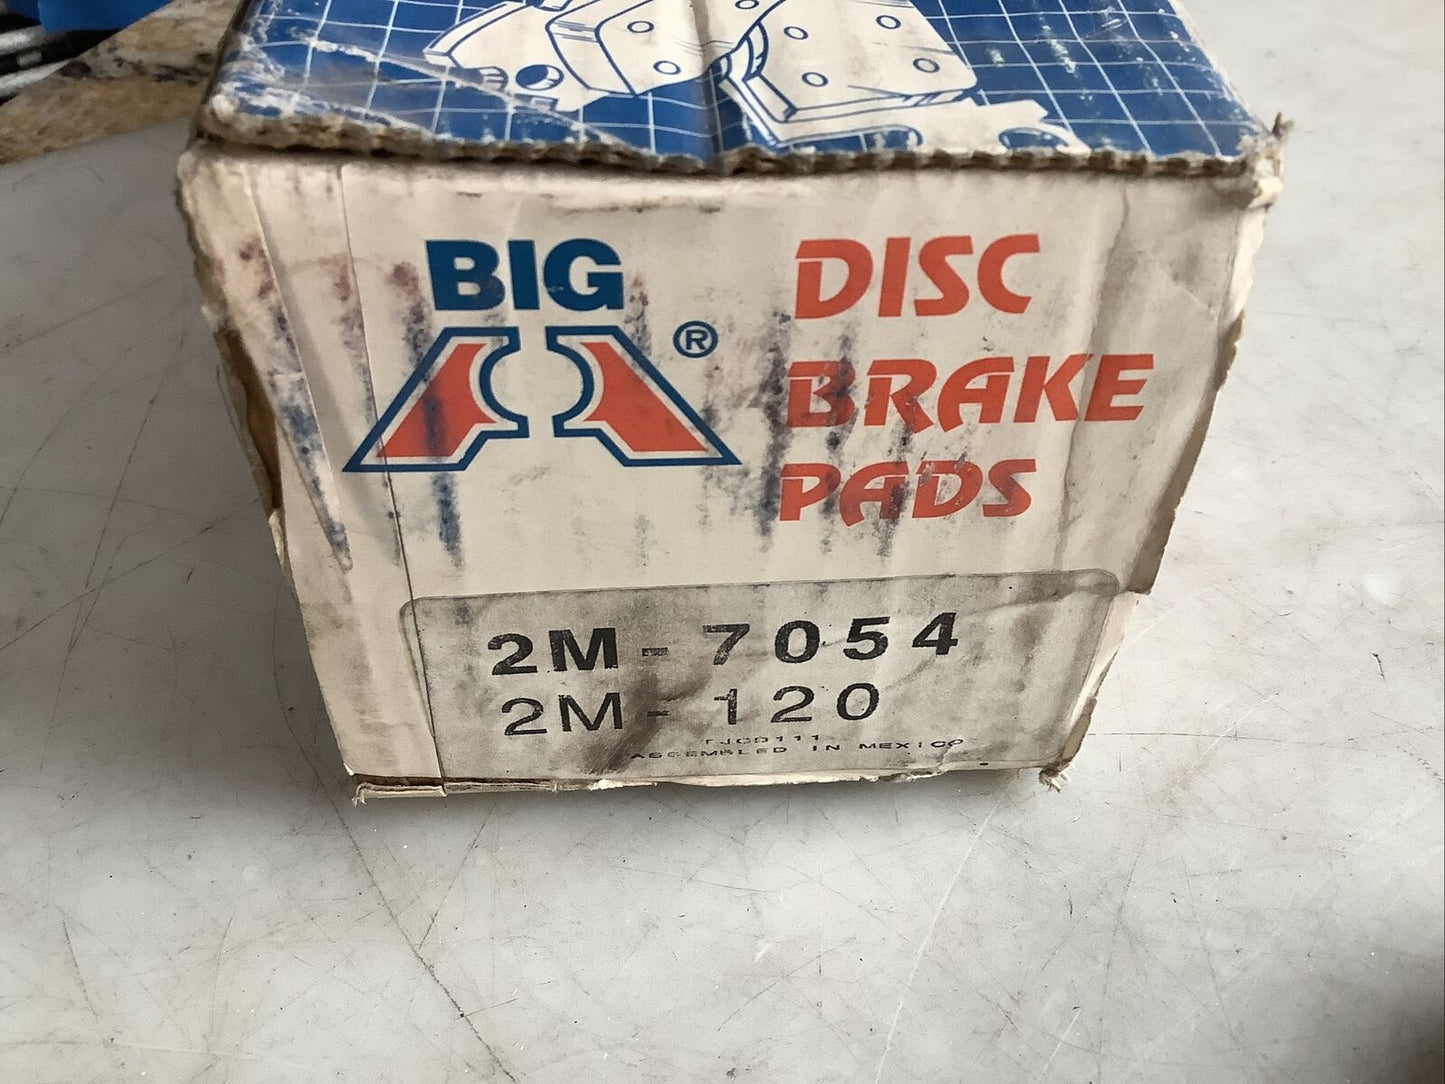 BIG
A®
DISC
BRAKE
PADS
2M-7054
2M-120
ASSEMBLED IN MEXICO